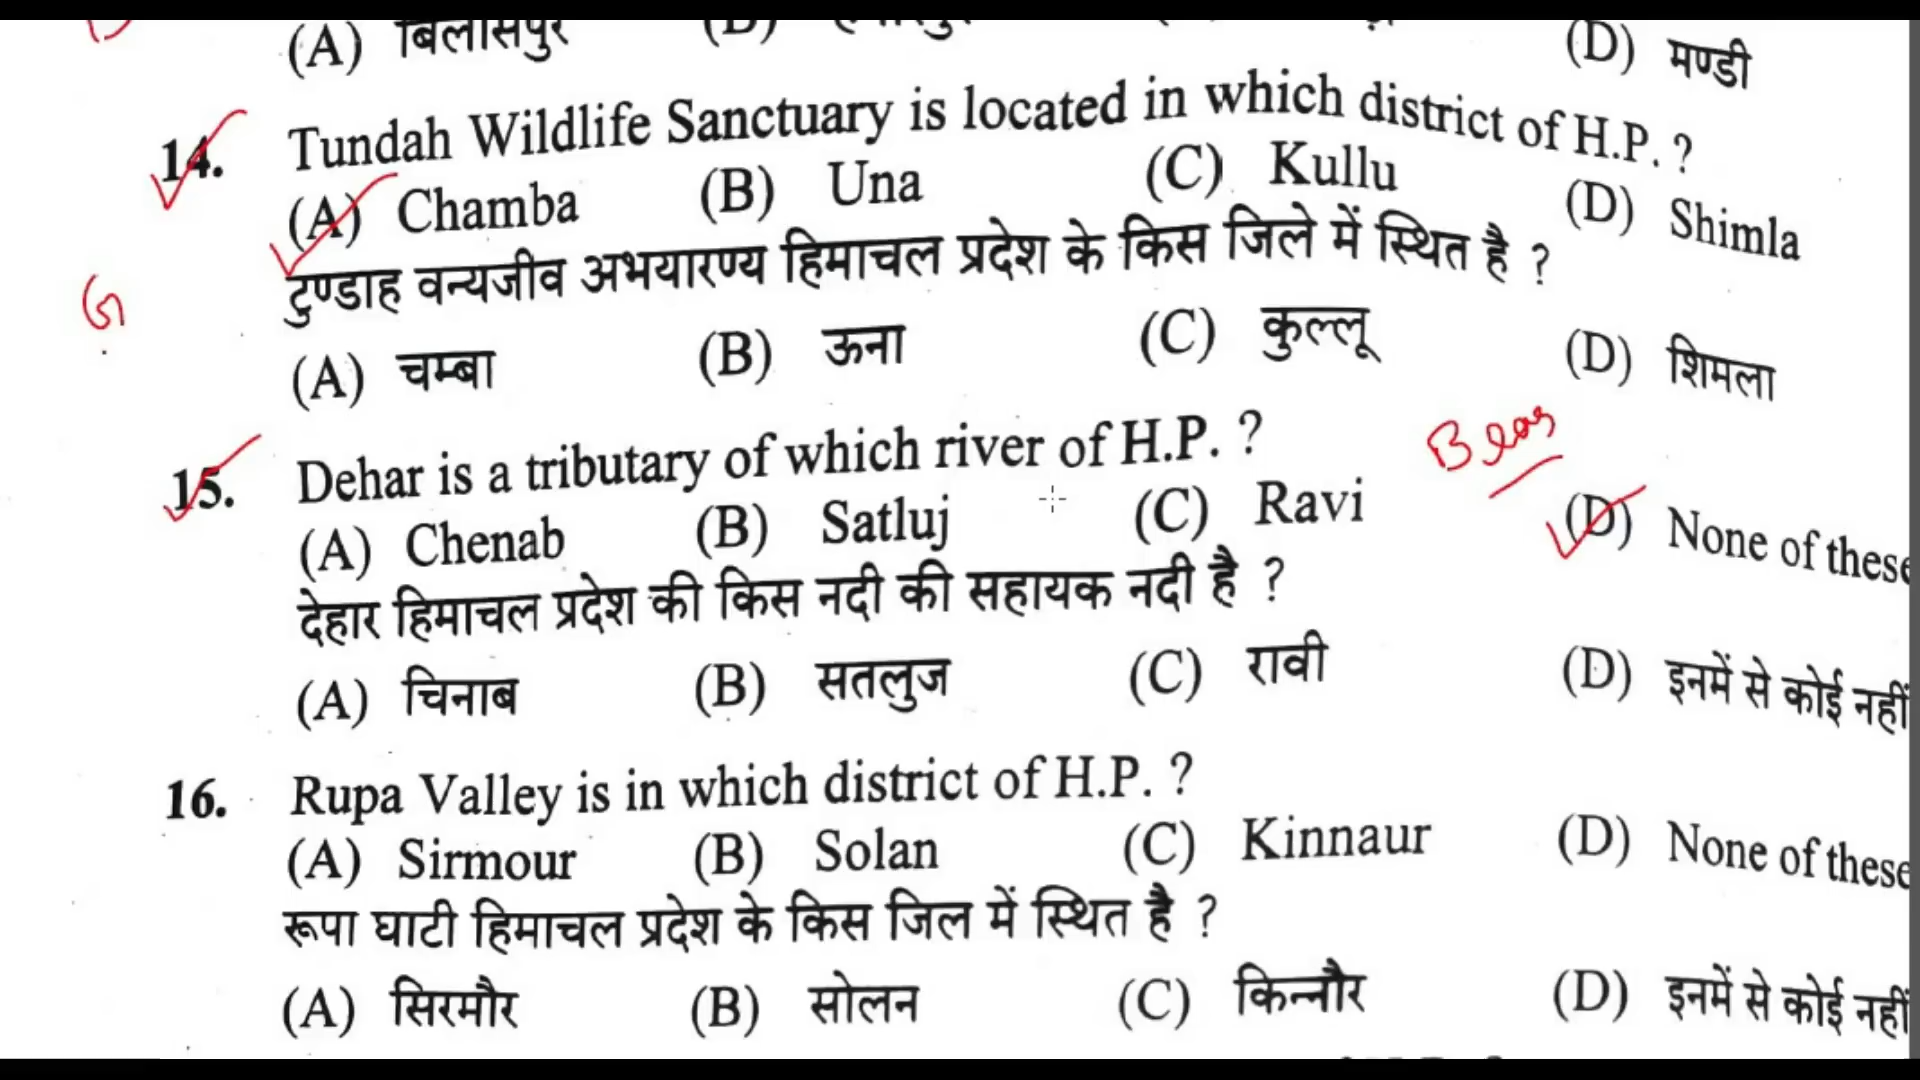 (A) बिलासपुर (D) मण्डी
14. Tundah Wildlife Sanctuary is located in which district of H.P. ?
(A) Chamba (B) Una (C) Kullu (D) Shimla
टुण्डाह वन्यजीव अभयारण्य हिमाचल प्रदेश के किस जिले में स्थित है ?
(A) चम्बा (B) ऊना (C) कुल्लू (D) शिमला
Beas
15. Dehar is a tributary of which river of H.P. ?
(A) Chenab (B) Satluj (C) Ravi (D) None of these
देहार हिमाचल प्रदेश की किस नदी की सहायक नदी है ?
(A) चिनाब (B) सतलुज (C) रावी (D) इनमें से कोई नहीं
16. Rupa Valley is in which district of H.P. ?
(A) Sirmour (B) Solan (C) Kinnaur (D) None of these
रूपा घाटी हिमाचल प्रदेश के किस जिल में स्थित है ?
(A) सिरमौर (B) सोलन (C) किन्नौर (D) इनमें से कोई नहीं